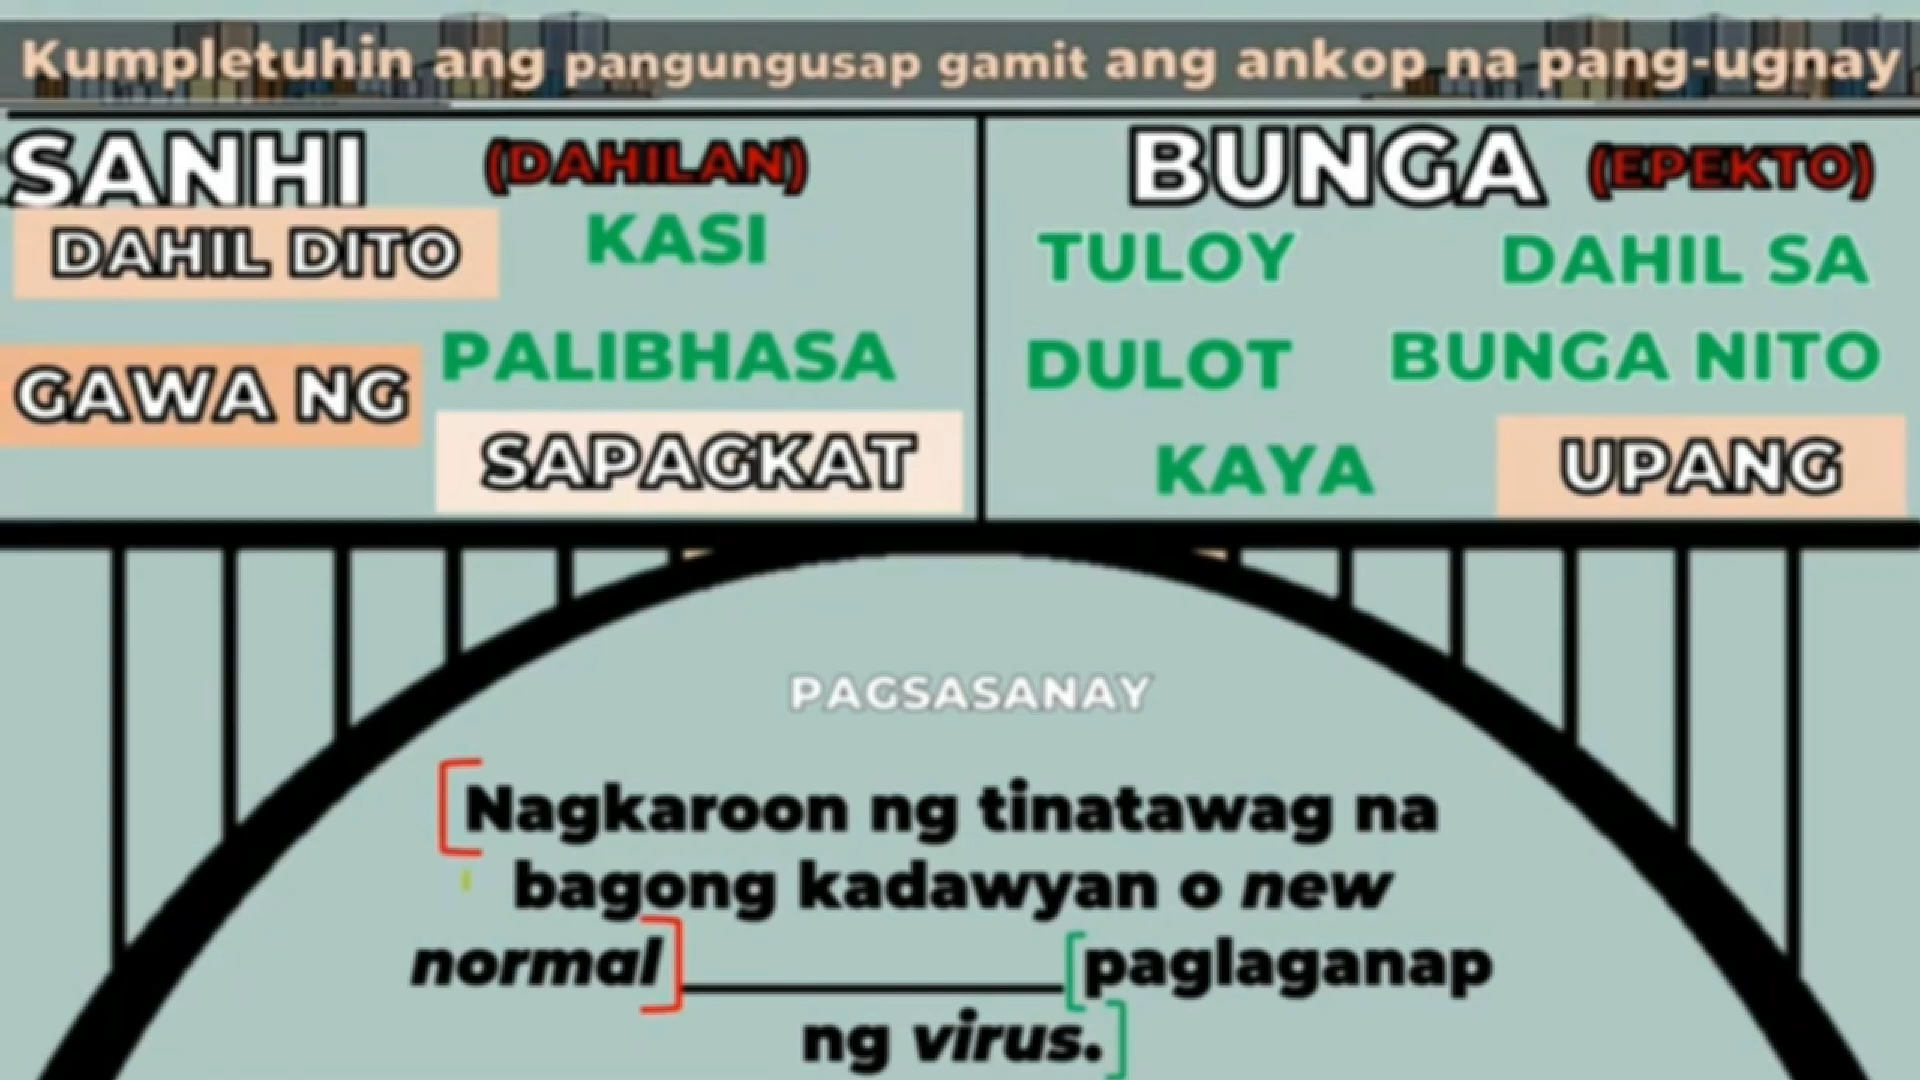 Kumpletuhin ang pangungusap gamit ang ankop na pang-ugnay
SANHI (DAHILAN)
DAHIL DITO KASI
GAWA NG PALIBHASA
SAPAGKAT
BUNGA (EPEKTO)
TULOY DAHIL SA
DULOT BUNGA NITO
KAYA UPANG
PAGSASANAY
Nagkaroon ng tinatawag na
bagong kadawyan o new
normal __________ paglaganap
ng virus.